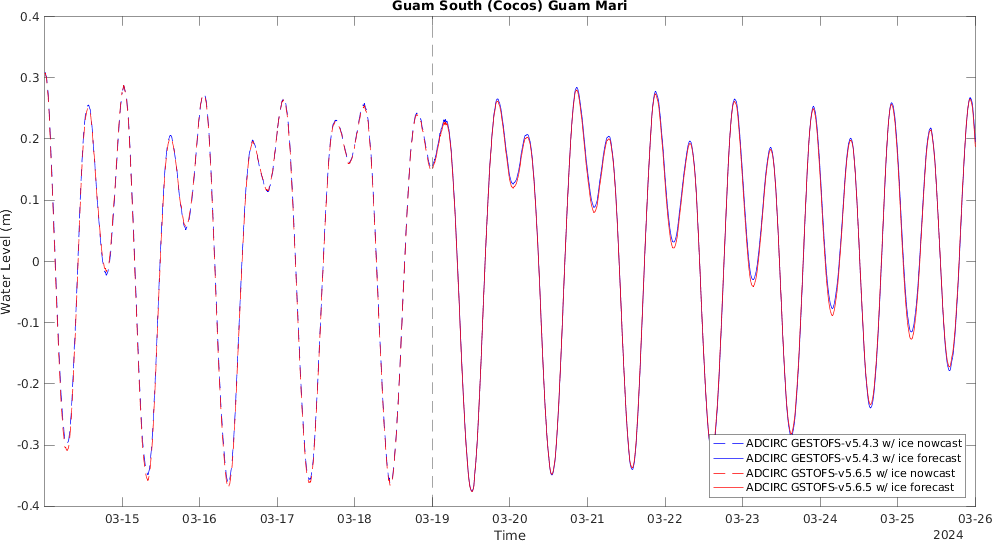 Guam South (Cocos) Guam Mari
0.4
0.3
0.2
0.1
0
-0.1
-0.2
-0.3
-0.4
Water Level (m)
ADCIRC GESTOFS-v5.4.3 w/ ice nowcast
ADCIRC GESTOFS-v5.4.3 w/ ice forecast
ADCIRC GSTOFS-v5.6.5 w/ ice nowcast
ADCIRC GSTOFS-v5.6.5 w/ ice forecast
03-15 03-16 03-17 03-18 03-19 03-20 03-21 03-22 03-23 03-24 03-25 03-26
Time
2024